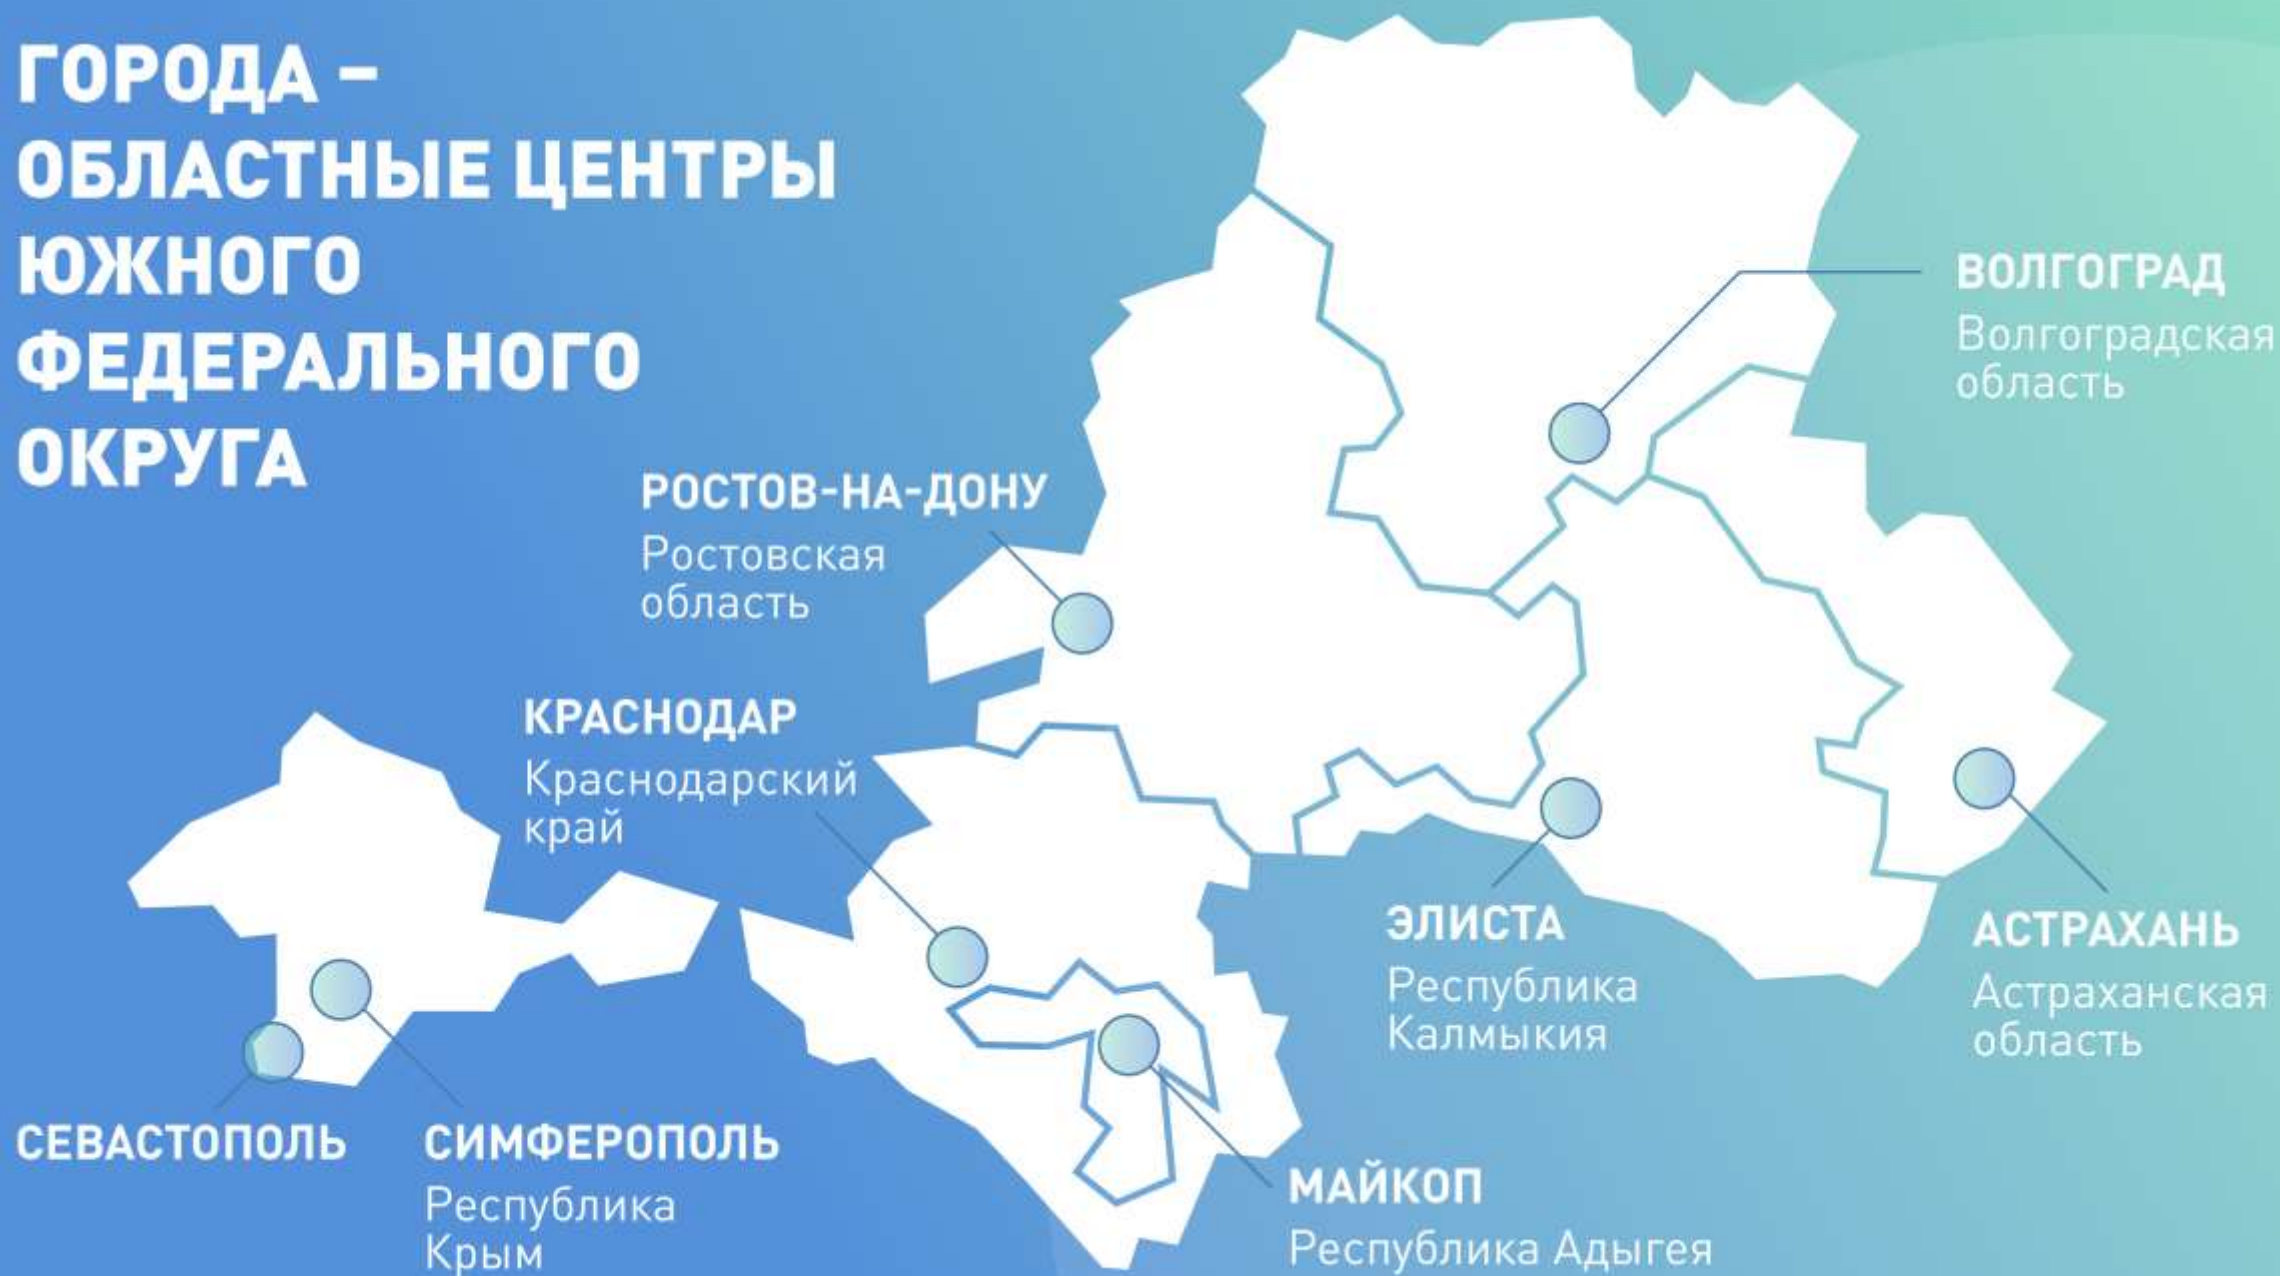 ГОРОДА –
ОБЛАСТНЫЕ ЦЕНТРЫ
ЮЖНОГО
ФЕДЕРАЛЬНОГО
ОКРУГА
ВОЛГОГРАД
Волгоградская
область
РОСТОВ-НА-ДОНУ
Ростовская
область
КРАСНОДАР
Краснодарский
край
ЭЛИСТА
Республика
Калмыкия
АСТРАХАНЬ
Астраханская
область
СЕВАСТОПОЛЬ
СИМФЕРОПОЛЬ
Республика
Крым
МАЙКОП
Республика Адыгея